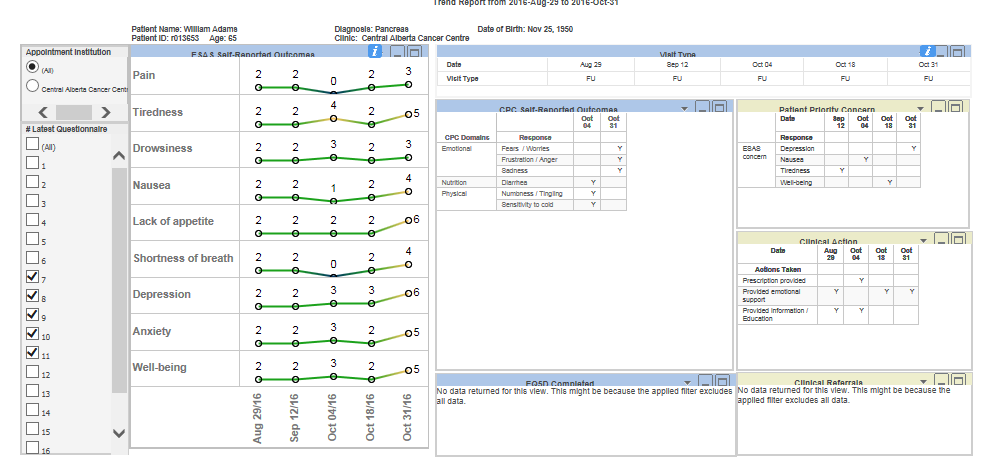 Trend Report from 2016-Aug-29 to 2016-Oct-31
Patient Name: William Adams Diagnosis: Pancreas Date of Birth: Nov 25, 1950
Patient ID: r013653 Age: 65 Clinic: Central Alberta Cancer Centre
Appointment Institution
(All)
Central Alberta Cancer Cent
# Latest Questionnaire
(All)
1
2
3
4
5
6
7
8
9
10
11
12
13
14
15
16
ESAS Self-Reported Outcomes
Pain 2 2 0 2 3
Tiredness 2 2 4 2 5
Drowsiness 2 2 3 2 3
Nausea 2 2 1 2 4
Lack of appetite 2 2 2 2 6
Shortness of breath 2 2 0 2 4
Depression 2 2 3 3 6
Anxiety 2 2 3 2 5
Well-being 2 2 3 2 5
Aug 29/16 Sep 12/16 Oct 04/16 Oct 18/16 Oct 31/16
Visit Type
Date Aug 29 Sep 12 Oct 04 Oct 18 Oct 31
Visit Type FU FU FU FU FU
CPC Self-Reported Outcomes
Oct 04 Oct 31
CPC Domains Response
Emotional Fears / Worries Y
Frustration / Anger Y
Sadness Y
Nutrition Diarrhea Y
Physical Numbness / Tingling Y
Sensitivity to cold Y
Patient Priority Concern
Date Sep 12 Oct 04 Oct 18 Oct 31
Response
ESAS concern Depression Y
Nausea Y
Tiredness Y
Well-being Y
Clinical Action
Date Aug 29 Oct 04 Oct 18 Oct 31
Actions Taken
Prescription provided Y
Provided emotional support Y Y Y
Provided Information / Education Y Y
EQ5D Completed
No data returned for this view. This might be because the applied filter excludes
all data.
Clinical Referrals
No data returned for this view. This might be because the
applied filter excludes all data.